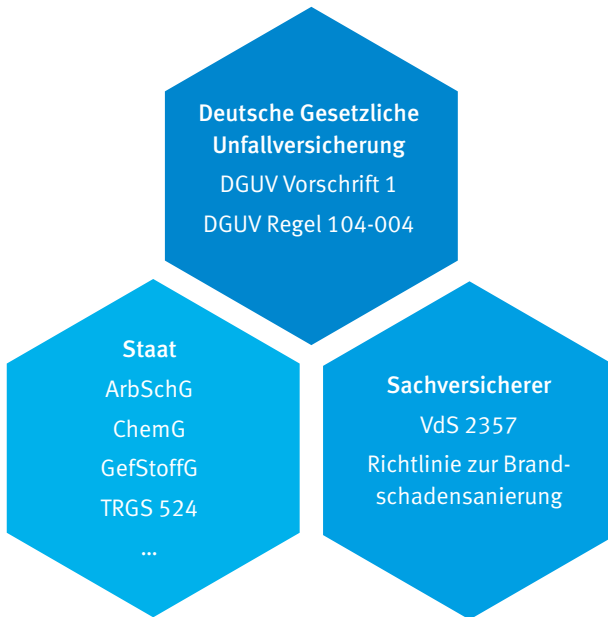 Deutsche Gesetzliche
Unfallversicherung
DGUV Vorschrift 1
DGUV Regel 104-004
Staat
ArbSchG
ChemG
GefStoffG
TRGS 524
...
Sachversicherer
VdS 2357
Richtlinie zur Brand-
schadensanierung